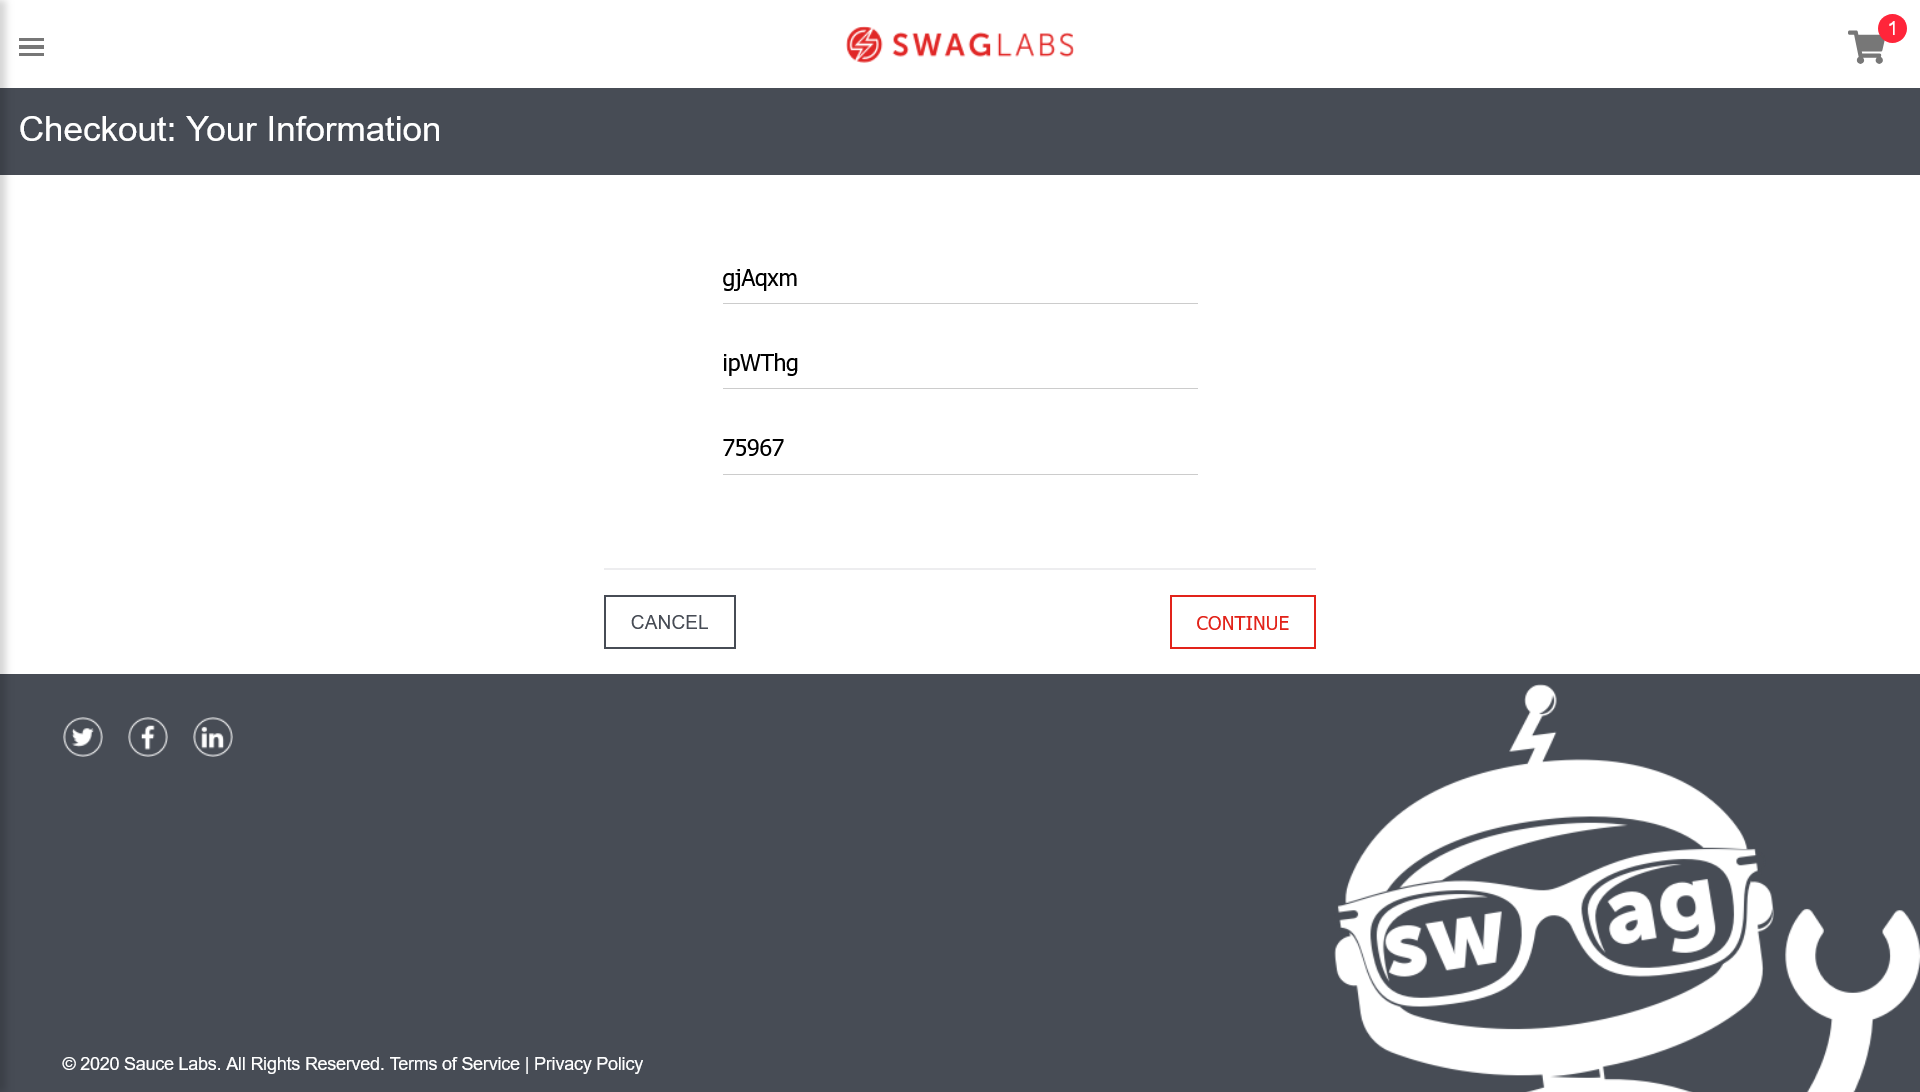 SWAGLABS
1
Checkout: Your Information
gjAqxm
ipWThg
75967
CANCEL
CONTINUE
in
sw ag
© 2020 Sauce Labs. All Rights Reserved. Terms of Service | Privacy Policy